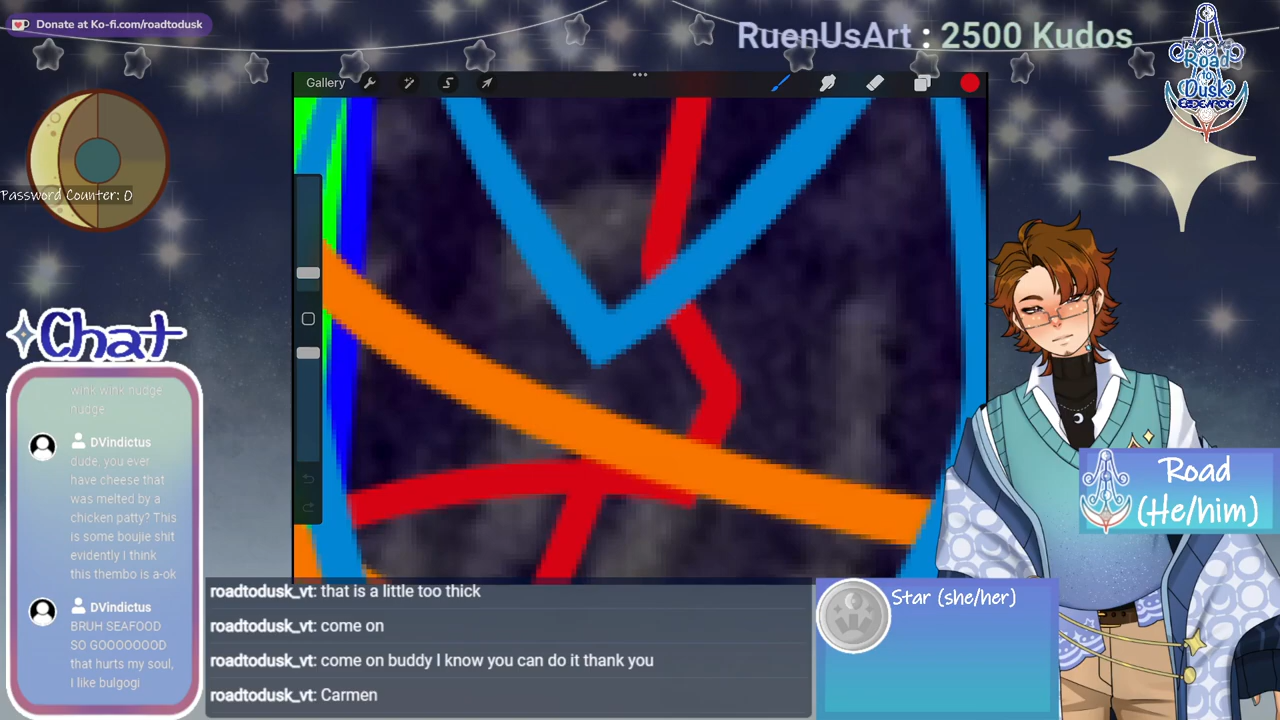 Donate at Ko-fi.com/roadtodusk
RuenUsArt : 2500 Kudos
Road
to
Dusk
Gallery
Password Counter: 0
Chat
wink wink nudge
nudge
DVindictus
dude, you ever
have cheese that
was melted by a
chicken patty? This
is some boujie shit
evidently I think
this thembo is a-ok
DVindictus
BRUH SEAFOOD
SO GOOOOOOOD
that hurts my soul,
I like bulgogi
roadtodusk_vt: that is a little too thick
roadtodusk_vt: come on
roadtodusk_vt: come on buddy I know you can do it thank you
roadtodusk_vt: Carmen
Star (she/her)
Road
(He/him)